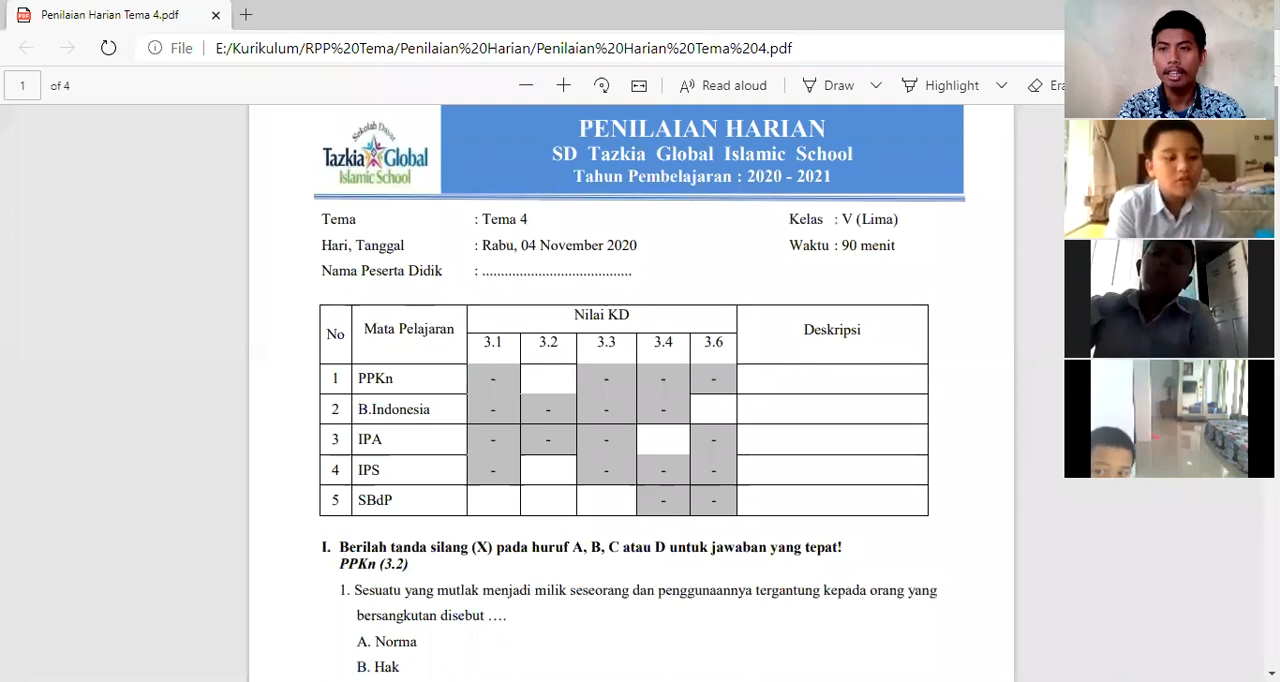 Penilaian Harian Tema 4.pdf
File E:/Kurikulum/RPP%20Tema/Penilaian%20Harian/Penilaian%20Harian%20Tema%204.pdf
1 of 4 Read aloud Draw Highlight Era
Sekolah Dasar
Tazkia Global
Islamic School
PENILAIAN HARIAN
SD Tazkia Global Islamic School
Tahun Pembelajaran : 2020 - 2021
Tema : Tema 4 Kelas : V (Lima)
Hari, Tanggal : Rabu, 04 November 2020 Waktu : 90 menit
Nama Peserta Didik : ........................................
No Mata Pelajaran Nilai KD Deskripsi
3.1 3.2 3.3 3.4 3.6
1 PPKn - - - -
2 B.Indonesia - - - -
3 IPA - - - -
4 IPS - - - -
5 SBdP - -
I. Berilah tanda silang (X) pada huruf A, B, C atau D untuk jawaban yang tepat!
PPKn (3.2)
1. Sesuatu yang mutlak menjadi milik seseorang dan penggunaannya tergantung kepada orang yang
bersangkutan disebut ….
A. Norma
B. Hak